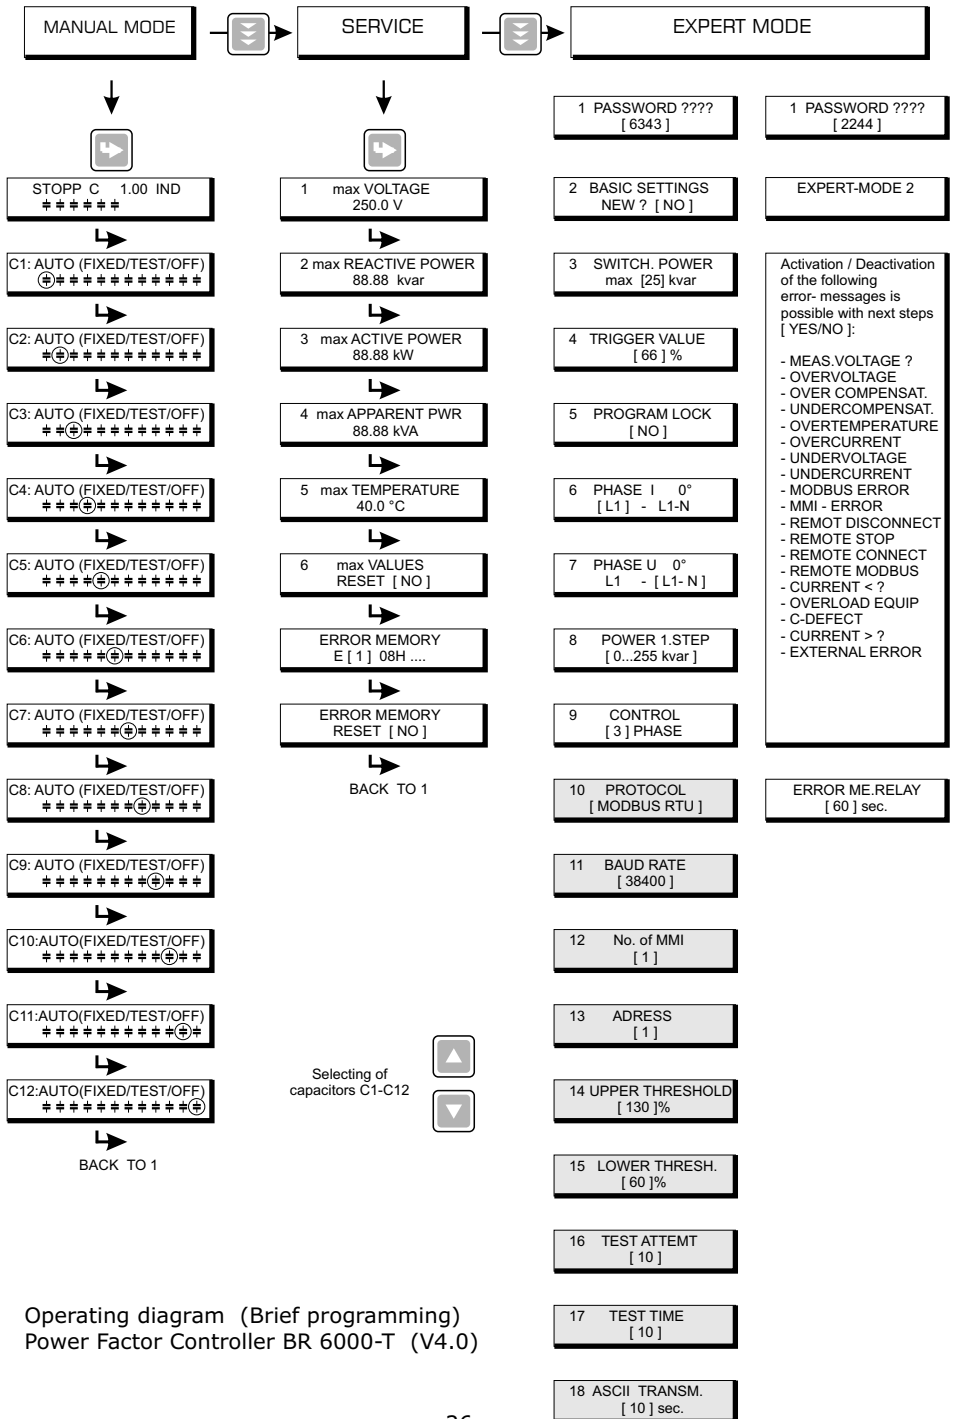 MANUAL MODE
SERVICE
EXPERT MODE
STOPP C 1.00 IND
C1: AUTO (FIXED/TEST/OFF)
C2: AUTO (FIXED/TEST/OFF)
C3: AUTO (FIXED/TEST/OFF)
C4: AUTO (FIXED/TEST/OFF)
C5: AUTO (FIXED/TEST/OFF)
C6: AUTO (FIXED/TEST/OFF)
C7: AUTO (FIXED/TEST/OFF)
C8: AUTO (FIXED/TEST/OFF)
C9: AUTO (FIXED/TEST/OFF)
C10:AUTO(FIXED/TEST/OFF)
C11:AUTO(FIXED/TEST/OFF)
C12:AUTO(FIXED/TEST/OFF)
BACK TO 1
1 max VOLTAGE
250.0 V
2 max REACTIVE POWER
88.88 kvar
3 max ACTIVE POWER
88.88 kW
4 max APPARENT PWR
88.88 kVA
5 max TEMPERATURE
40.0 °C
6 max VALUES
RESET [ NO ]
ERROR MEMORY
E [ 1 ] 08H ....
ERROR MEMORY
RESET [ NO ]
BACK TO 1
Selecting of
capacitors C1-C12
1 PASSWORD ????
[ 6343 ]
2 BASIC SETTINGS
NEW ? [ NO ]
3 SWITCH. POWER
max [25] kvar
4 TRIGGER VALUE
[ 66 ] %
5 PROGRAM LOCK
[ NO ]
6 PHASE I 0°
[ L1 ] - L1-N
7 PHASE U 0°
L1 - [ L1- N ]
8 POWER 1.STEP
[ 0...255 kvar ]
9 CONTROL
[ 3 ] PHASE
10 PROTOCOL
[ MODBUS RTU ]
11 BAUD RATE
[ 38400 ]
12 No. of MMI
[ 1 ]
13 ADRESS
[ 1 ]
14 UPPER THRESHOLD
[ 130 ]%
15 LOWER THRESH.
[ 60 ]%
16 TEST ATTEMT
[ 10 ]
17 TEST TIME
[ 10 ]
18 ASCII TRANSM.
[ 10 ] sec.
1 PASSWORD ????
[ 2244 ]
EXPERT-MODE 2
Activation / Deactivation
of the following
error- messages is
possible with next steps
[ YES/NO ]:
- MEAS.VOLTAGE ?
- OVERVOLTAGE
- OVER COMPENSAT.
- UNDERCOMPENSAT.
- OVERTEMPERATURE
- OVERCURRENT
- UNDERVOLTAGE
- UNDERCURRENT
- MODBUS ERROR
- MMI - ERROR
- REMOT DISCONNECT
- REMOTE STOP
- REMOTE CONNECT
- REMOTE MODBUS
- CURRENT < ?
- OVERLOAD EQUIP
- C-DEFECT
- CURRENT > ?
- EXTERNAL ERROR
ERROR ME.RELAY
[ 60 ] sec.
Operating diagram (Brief programming)
Power Factor Controller BR 6000-T (V4.0)